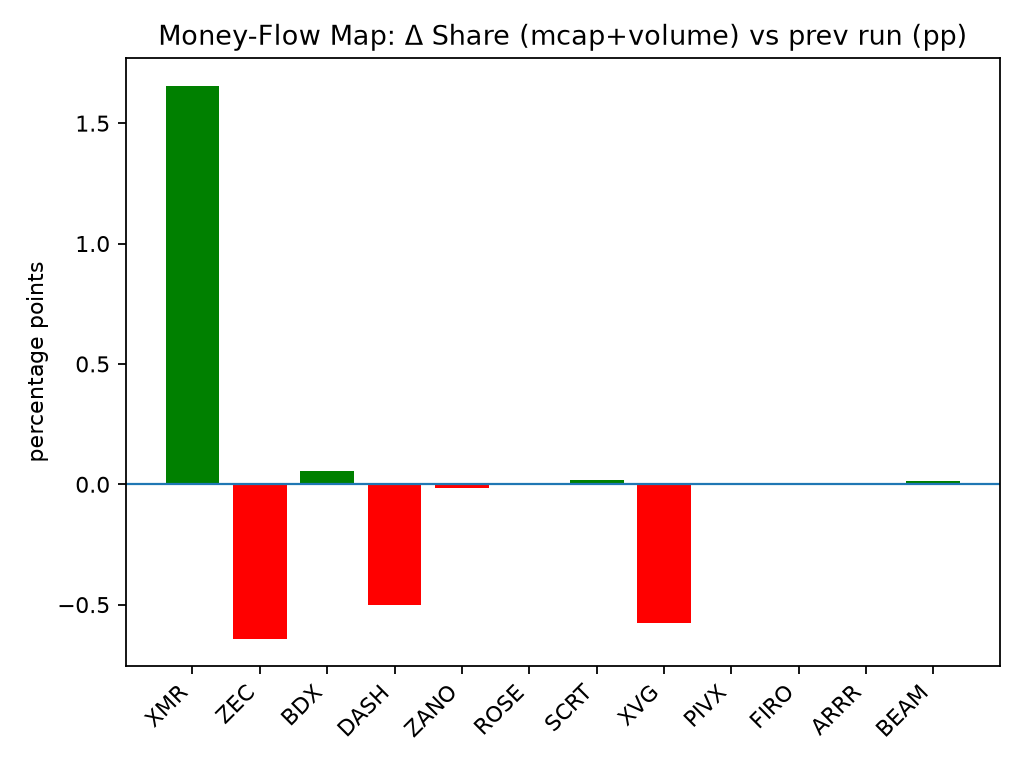 Money-Flow Map: Δ Share (mcap+volume) vs prev run (pp)
percentage points
1.5
1.0
0.5
0.0
−0.5
XMR
ZEC
BDX
DASH
ZANO
ROSE
SCRT
XVG
PIVX
FIRO
ARRR
BEAM